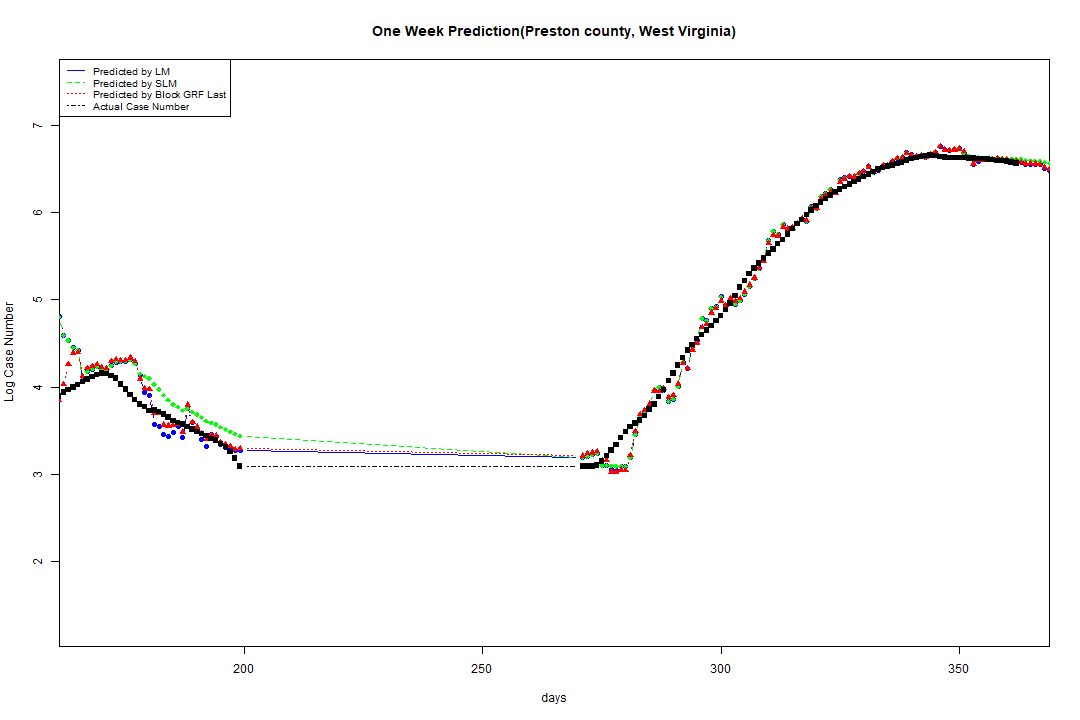 One Week Prediction(Preston county, West Virginia)
Predicted by LM
Predicted by SLM
Predicted by Block GRF Last
Actual Case Number
7
6
5
4
3
2
Log Case Number
200 250 300 350
days